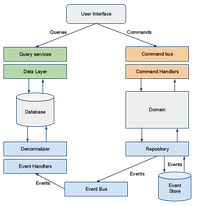 User Interface
Queries
Commands
Query services
Command bus
Data Layer
Command Handlers
Database
Domain
Denormalizer
Repository
Event Handlers
Events
Events
Events
Event Bus
Event
Store